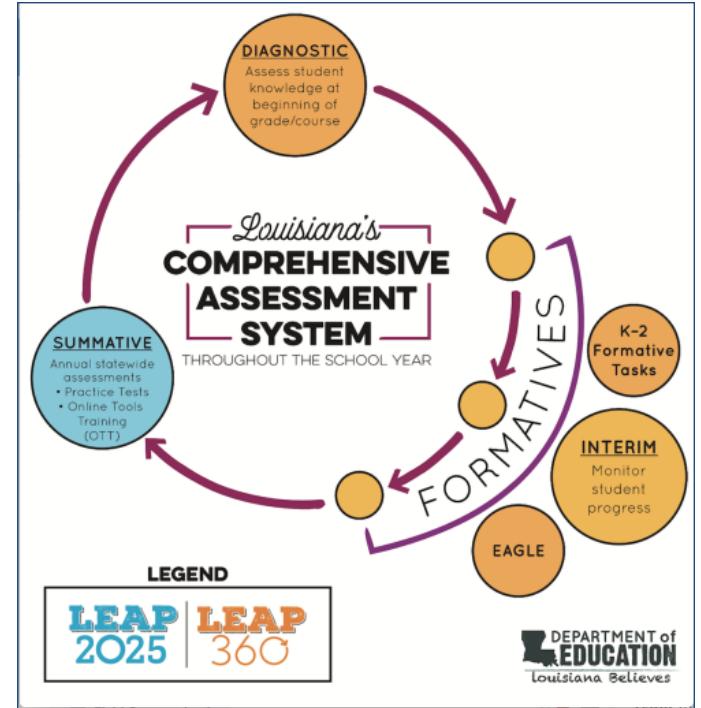 DIAGNOSTIC
Assess student
knowledge at
beginning of
grade/course
Louisiana's
COMPREHENSIVE
ASSESSMENT
SYSTEM
THROUGHOUT THE SCHOOL YEAR
SUMMATIVE
Annual statewide
assessments
• Practice Tests
• Online Tools
Training
(OTT)
FORMATIVES
K–2
Formative
Tasks
INTERIM
Monitor
student
progress
EAGLE
LEGEND
LEAP
2025
LEAP
360
DEPARTMENT of
EDUCATION
Louisiana Believes